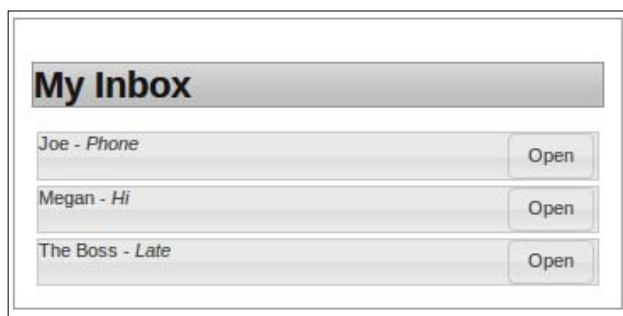 My Inbox
Joe - Phone
Open
Megan - Hi
Open
The Boss - Late
Open